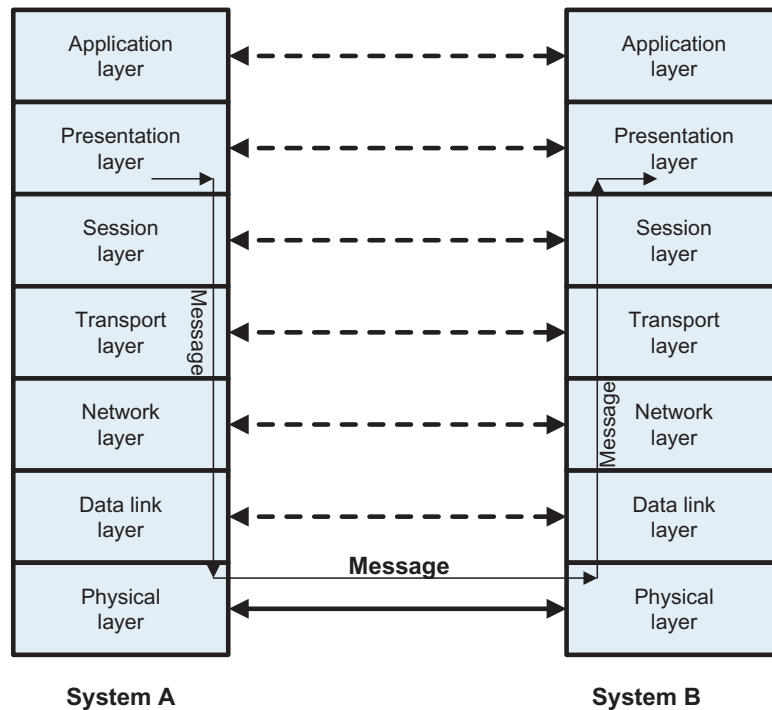 Application
layer
Application
layer
Presentation
layer
Presentation
layer
Session
layer
Session
layer
Message
Transport
layer
Transport
layer
Message
Network
layer
Network
layer
Data link
layer
Data link
layer
Message
Physical
layer
Physical
layer
System A
System B